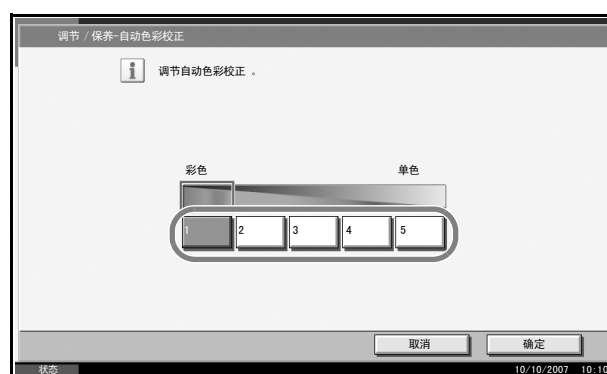 调节 / 保养-自动色彩校正
调节自动色彩校正 。
彩色 单色
1 2 3 4 5
取消 确定
状态 10/10/2007 10:10